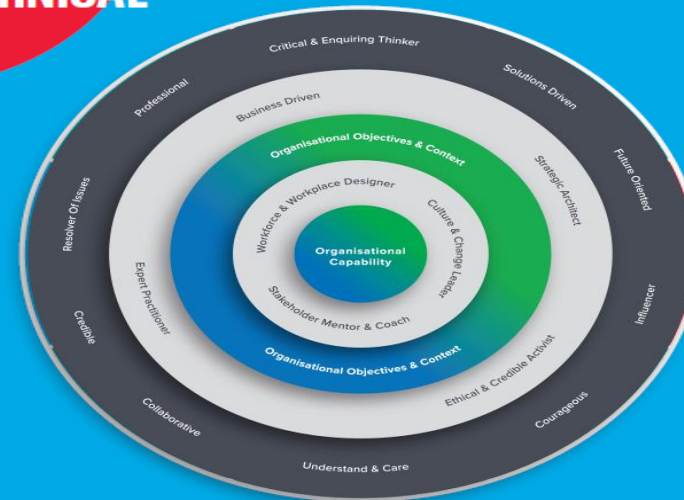 Critical & Enquiring Thinker
Solutions Driven
Future Oriented
Influencer
Courageous
Understand & Care
Collaborative
Credible
Resolver Of Issues
Professional
Business Driven
Strategic Architect
Ethical & Credible Activist
Expert Practitioner
Organisational Objectives & Context
Organisational Objectives & Context
Workforce & Workplace Designer
Culture & Change Leader
Stakeholder Mentor & Coach
Organisational
Capability